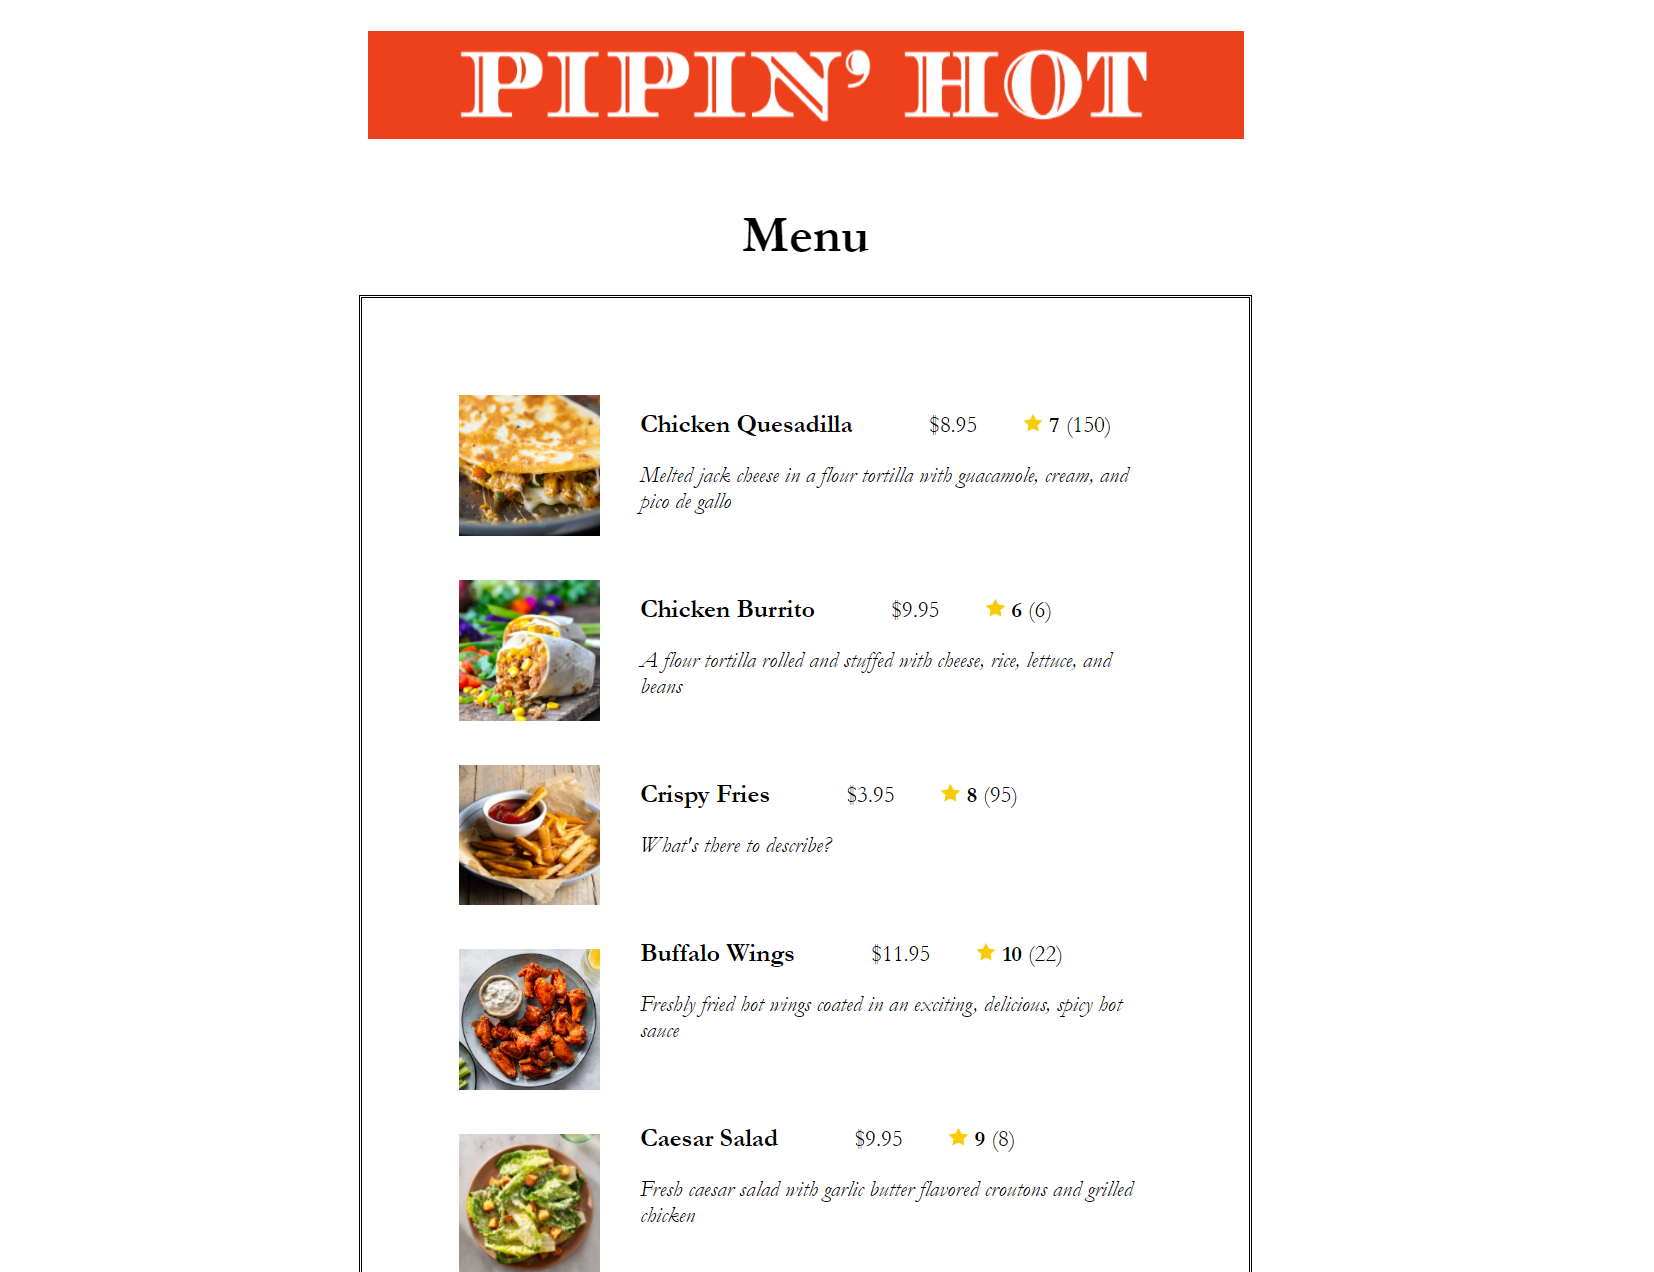 PIPIN’ HOT
Menu
Chicken Quesadilla $8.95 ★ 7 (150)
Melted jack cheese in a flour tortilla with guacamole, cream, and
pico de gallo
Chicken Burrito $9.95 ★ 6 (6)
A flour tortilla rolled and stuffed with cheese, rice, lettuce, and
beans
Crispy Fries $3.95 ★ 8 (95)
What's there to describe?
Buffalo Wings $11.95 ★ 10 (22)
Freshly fried hot wings coated in an exciting, delicious, spicy hot
sauce
Caesar Salad $9.95 ★ 9 (8)
Fresh caesar salad with garlic butter flavored croutons and grilled
chicken